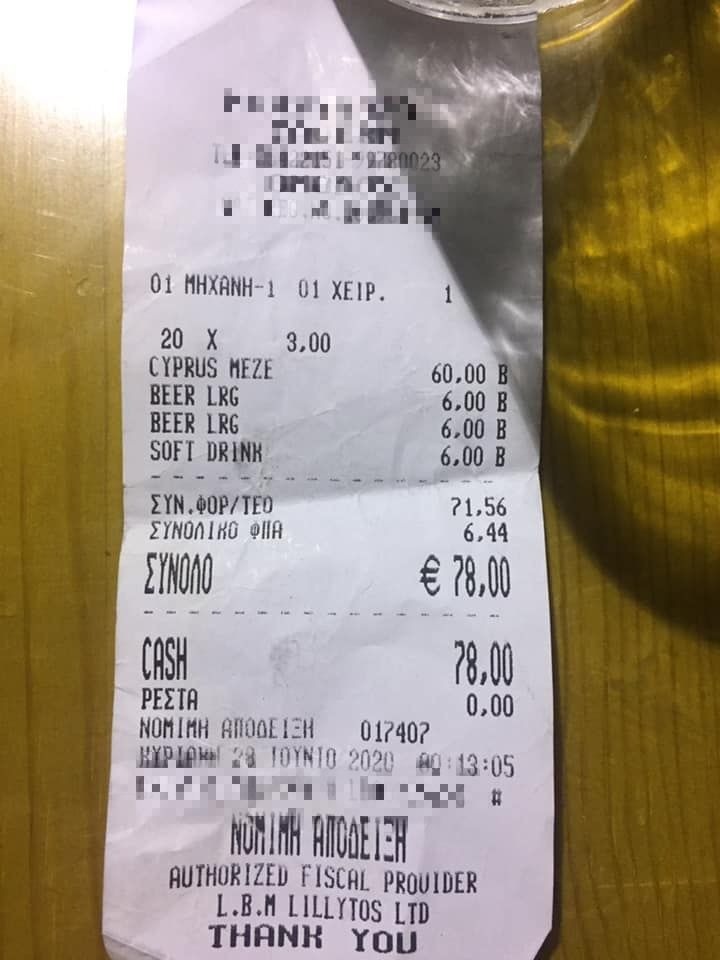 01 ΜΗΧΑΝΗ-1 01 ΧΕΙΡ. 1
20 X 3,00
CYPRUS MEZE 60,00 B
BEER LRG 6,00 B
BEER LRG 6,00 B
SOFT DRINK 6,00 B
ΣΥΝ.ΦΟΡ/ΤΕΟ 71,56
ΣΥΝΟΛΙΚΟ ΦΠΑ 6,44
ΣΥΝΟΛΟ € 78,00
CASH 78,00
ΡΕΣΤΑ 0,00
ΝΟΜΙΜΗ ΑΠΟΔΕΙΞΗ 017407
ΚΥΡΙΑΚΗ 28 ΙΟΥΝΙΟ 2020 00:13:05
#
ΝΟΜΙΜΗ ΑΠΟΔΕΙΞΗ
AUTHORIZED FISCAL PROVIDER
L.B.M LILLYTOS LTD
THANK YOU